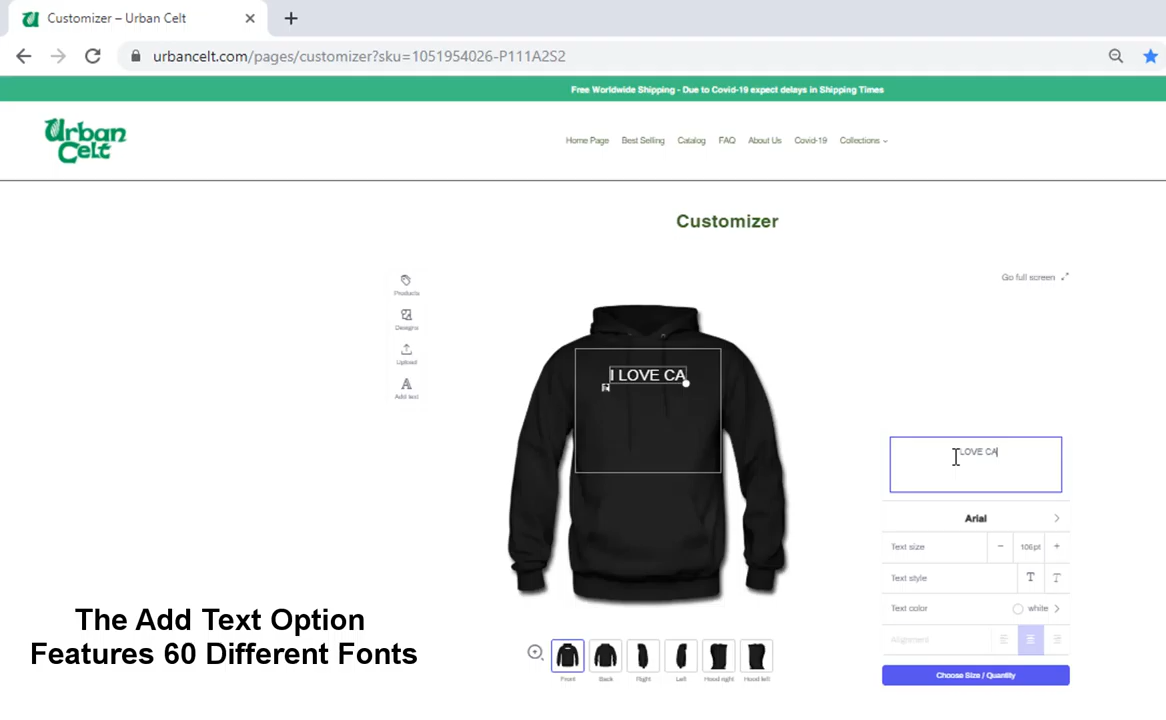 Customizer – Urban Celt
urbancelt.com/pages/customizer?sku=1051954026-P111A2S2
Free Worldwide Shipping - Due to Covid-19 expect delays in Shipping Times
Urban
Celt
Home Page Best Selling Catalog FAQ About Us Covid-19 Collections
Customizer
Go full screen
Products
Designs
Upload
Add text
I LOVE CA
LOVE CA
Arial
Text size − 106pt +
Text style T T
Text color white
Alignment
Choose Size / Quantity
Front Back Right Left Hood right Hood left
The Add Text Option
Features 60 Different Fonts